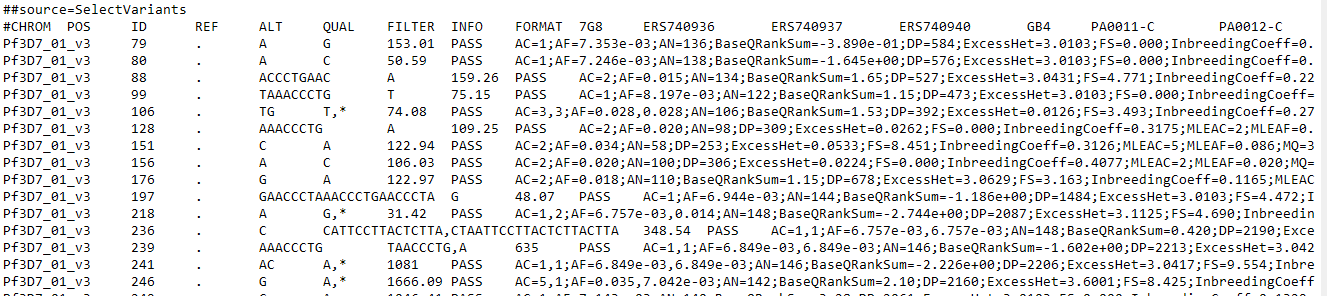 ##source=SelectVariants
#CHROM POS ID REF ALT QUAL FILTER INFO FORMAT 7G8 ERS740936 ERS740937 ERS740940 GB4 PA0011-C PA0012-C
Pf3D7_01_v3 79 . A G 153.01 PASS AC=1;AF=7.353e-03;AN=136;BaseQRankSum=-3.890e-01;DP=584;ExcessHet=3.0103;FS=0.000;InbreedingCoeff=0.
Pf3D7_01_v3 80 . A C 50.59 PASS AC=1;AF=7.246e-03;AN=138;BaseQRankSum=-1.645e+00;DP=576;ExcessHet=3.0103;FS=0.000;InbreedingCoeff=0.
Pf3D7_01_v3 88 . ACCCTGAAC A 159.26 PASS AC=2;AF=0.015;AN=134;BaseQRankSum=1.65;DP=527;ExcessHet=3.0431;FS=4.771;InbreedingCoeff=0.22
Pf3D7_01_v3 99 . TAAACCCTG T 75.15 PASS AC=1;AF=8.197e-03;AN=122;BaseQRankSum=1.15;DP=473;ExcessHet=3.0103;FS=0.000;InbreedingCoeff=
Pf3D7_01_v3 106 . TG T,* 74.08 PASS AC=3,3;AF=0.028,0.028;AN=106;BaseQRankSum=1.53;DP=392;ExcessHet=0.0126;FS=3.493;InbreedingCoeff=0.27
Pf3D7_01_v3 128 . AAACCCTG A 109.25 PASS AC=2;AF=0.020;AN=98;DP=309;ExcessHet=0.0262;FS=0.000;InbreedingCoeff=0.3175;MLEAC=2;MLEAF=0.
Pf3D7_01_v3 151 . C A 122.94 PASS AC=2;AF=0.034;AN=58;DP=253;ExcessHet=0.0533;FS=8.451;InbreedingCoeff=0.3126;MLEAC=5;MLEAF=0.086;MQ=3
Pf3D7_01_v3 156 . A C 106.03 PASS AC=2;AF=0.020;AN=100;DP=306;ExcessHet=0.0224;FS=0.000;InbreedingCoeff=0.4077;MLEAC=2;MLEAF=0.020;MQ=
Pf3D7_01_v3 176 . G A 122.97 PASS AC=2;AF=0.018;AN=110;BaseQRankSum=1.15;DP=678;ExcessHet=3.0629;FS=3.163;InbreedingCoeff=0.1165;MLEAC
Pf3D7_01_v3 197 . GAACCCTAAACCCTGAACCCTA G 48.07 PASS AC=1;AF=6.944e-03;AN=144;BaseQRankSum=-1.186e+00;DP=1484;ExcessHet=3.0103;FS=4.472;I
Pf3D7_01_v3 218 . A G,* 31.42 PASS AC=1,2;AF=6.757e-03,0.014;AN=148;BaseQRankSum=-2.744e+00;DP=2087;ExcessHet=3.1125;FS=4.690;Inbreedin
Pf3D7_01_v3 236 . C CATTCCTTACTCTTA,CTAATTCCTTACTCTTACTTA 348.54 PASS AC=1,1;AF=6.757e-03,6.757e-03;AN=148;BaseQRankSum=0.420;DP=2190;Exce
Pf3D7_01_v3 239 . AAACCCTG TAACCCTG,A 635 PASS AC=1,1;AF=6.849e-03,6.849e-03;AN=146;BaseQRankSum=-1.602e+00;DP=2213;ExcessHet=3.042
Pf3D7_01_v3 241 . AC A,* 1081 PASS AC=1,1;AF=6.849e-03,6.849e-03;AN=146;BaseQRankSum=-2.226e+00;DP=2206;ExcessHet=3.0417;FS=9.554;Inbree
Pf3D7_01_v3 246 . G A,* 1666.09 PASS AC=5,1;AF=0.035,7.042e-03;AN=142;BaseQRankSum=2.10;DP=2160;ExcessHet=3.6001;FS=8.425;InbreedingCoeff